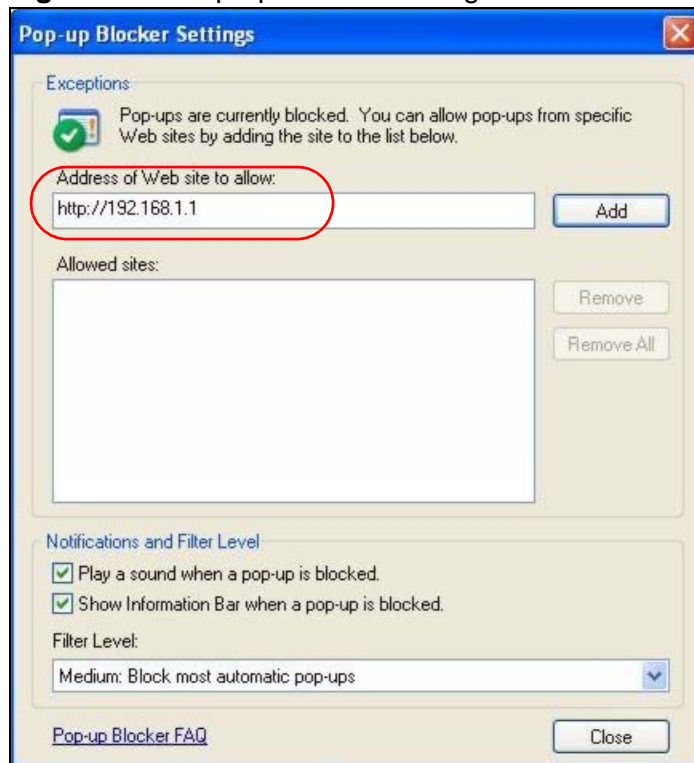 Pop-up Blocker Settings
Exceptions
Pop-ups are currently blocked. You can allow pop-ups from specific
Web sites by adding the site to the list below.
Address of Web site to allow:
http://192.168.1.1
Add
Allowed sites:
Remove
Remove All
Notifications and Filter Level
Play a sound when a pop-up is blocked.
Show Information Bar when a pop-up is blocked.
Filter Level:
Medium: Block most automatic pop-ups
Pop-up Blocker FAQ
Close